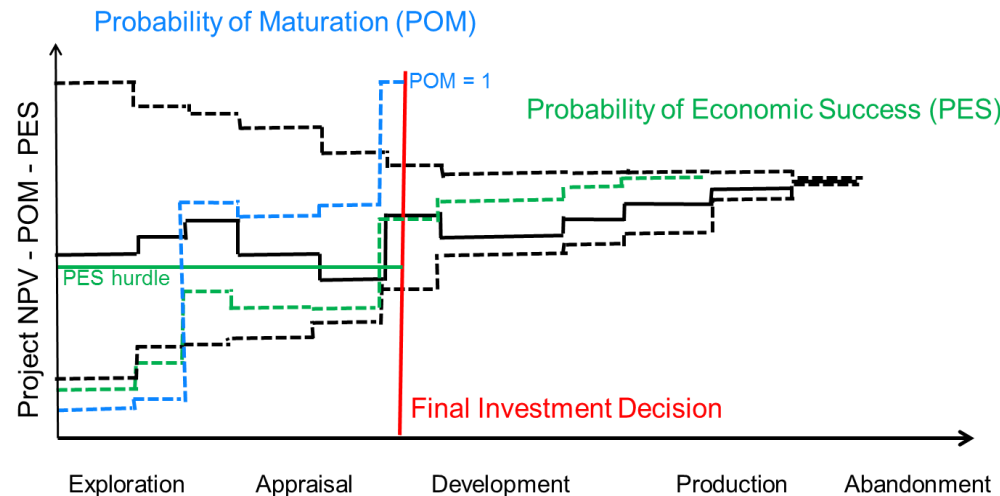 Probability of Maturation (POM)
POM = 1
Probability of Economic Success (PES)
Project NPV - POM - PES
PES hurdle
Final Investment Decision
Exploration Appraisal Development Production Abandonment